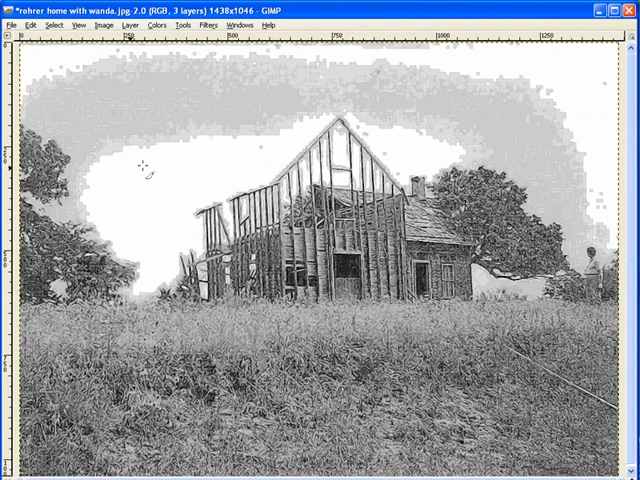 *rohrer home with wanda.jpg-2.0 (RGB, 3 layers) 1438x1046 - GIMP
File Edit Select View Image Layer Colors Tools Filters Windows Help
0 250 500 750 1000 1250